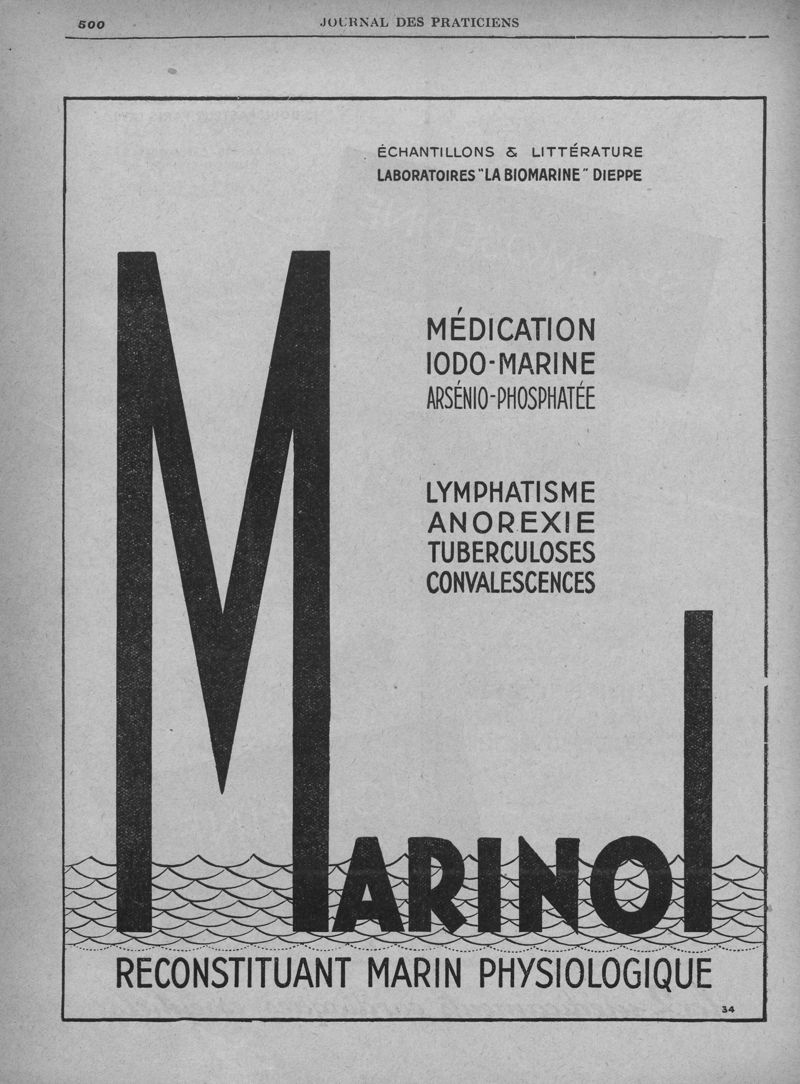 500
JOURNAL DES PRATICIENS
ÉCHANTILLONS & LITTÉRATURE
LABORATOIRES "LA BIOMARINE" DIEPPE
MÉDICATION
IODO-MARINE
ARSÉNIO-PHOSPHATÉE
LYMPHATISME
ANOREXIE
TUBERCULOSES
CONVALESCENCES
MARINOl
RECONSTITUANT MARIN PHYSIOLOGIQUE
34